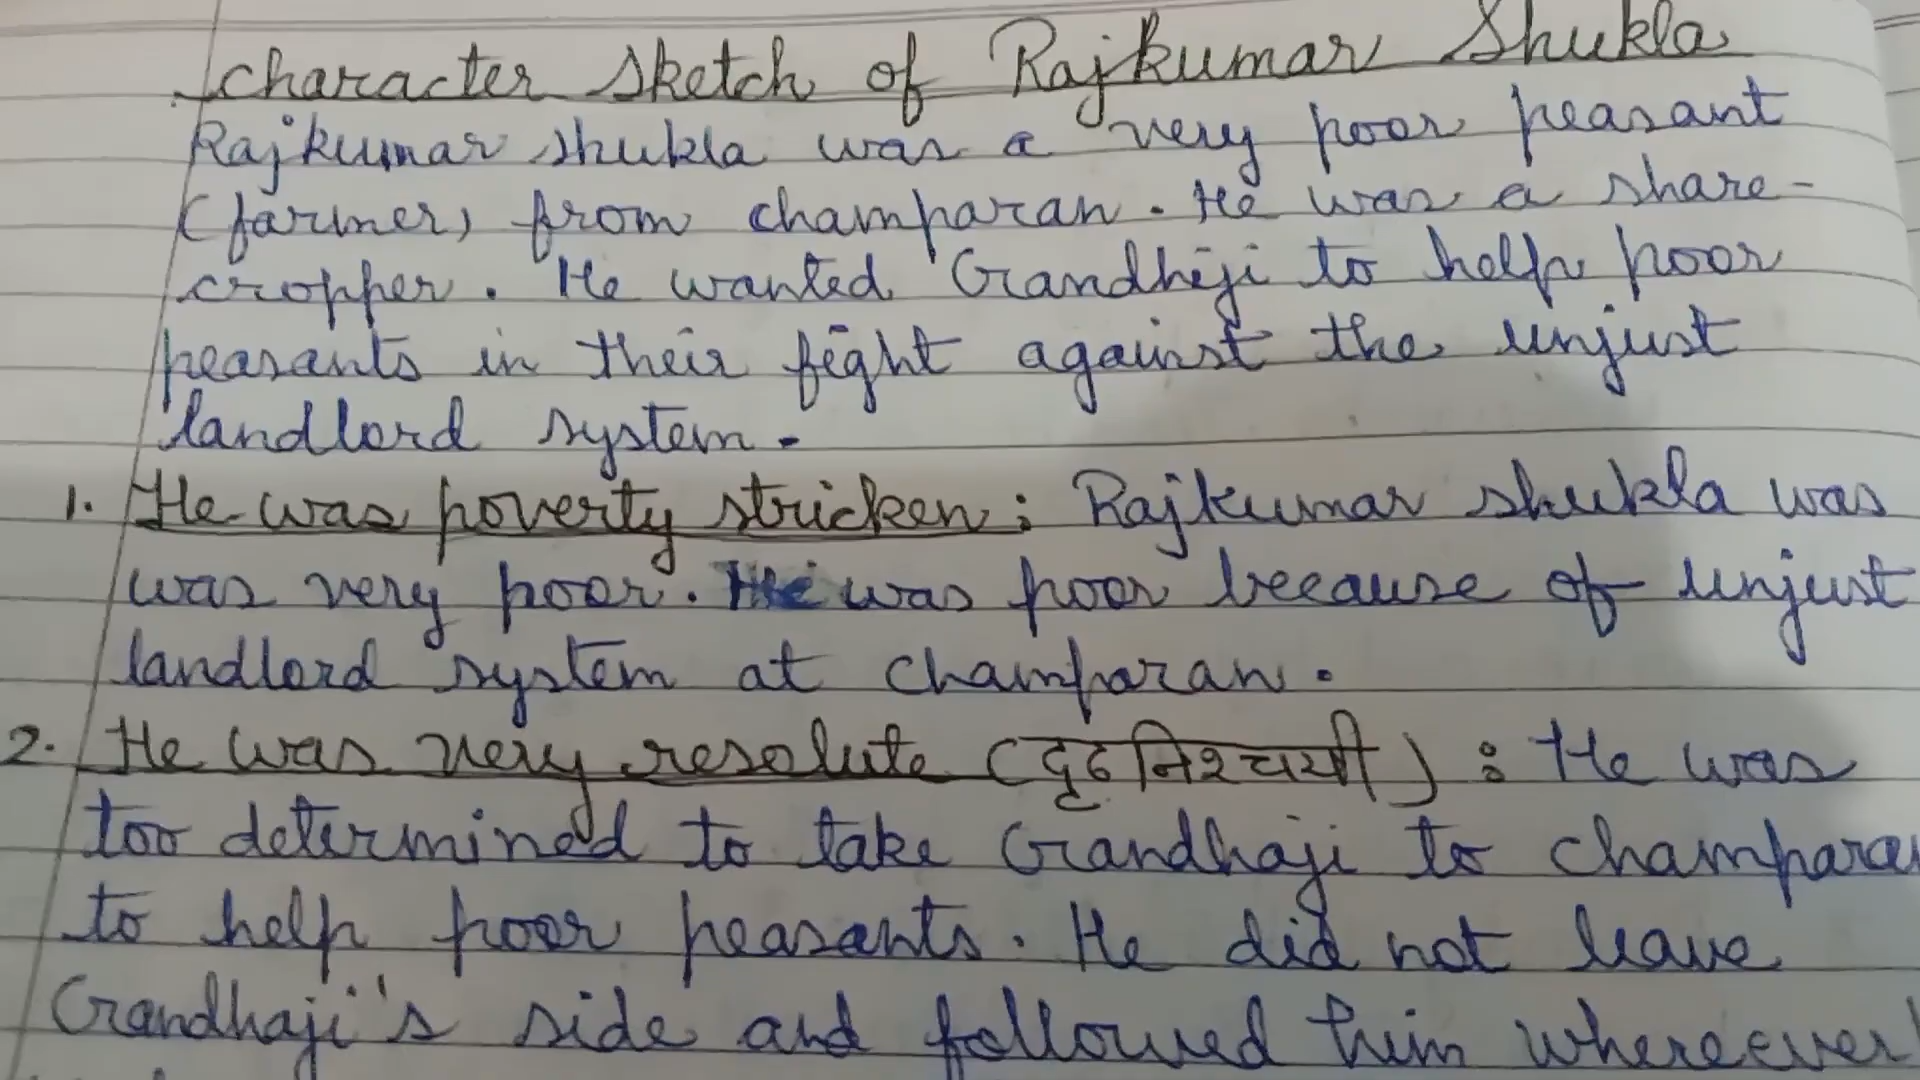 character sketch of Rajkumar Shukla
Rajkumar shukla was a very poor peasant
(farmer) from champaran. He was a share-
cropper. He wanted Gandhiji to help poor
peasants in their fight against the unjust
landlord system.
1. He was poverty stricken : Rajkumar shukla was
was very poor. He was poor because of unjust
landlord system at champaran.
2. He was very resolute (दृढ निश्चयी) : He was
too determined to take Gandhaji to champaran
to help poor peasants. He did not leave
Gandhaji's side and followed him whereever